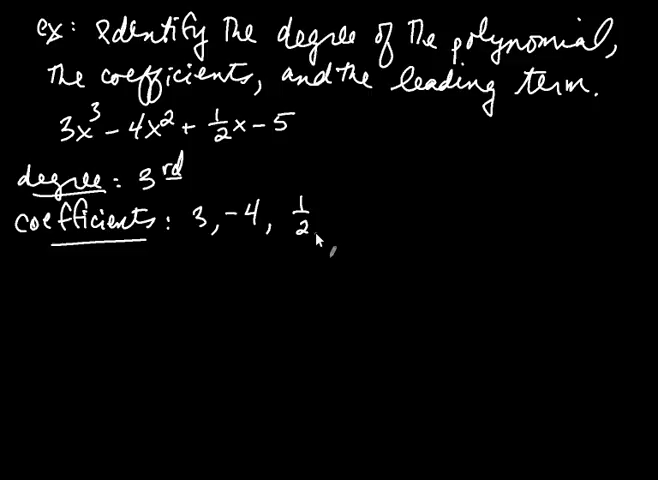 ex: Identify the degree of the polynomial,
the coefficients, and the leading term.
3x³ - 4x² + 1/2 x - 5
degree: 3rd
coefficients: 3, -4, 1/2,